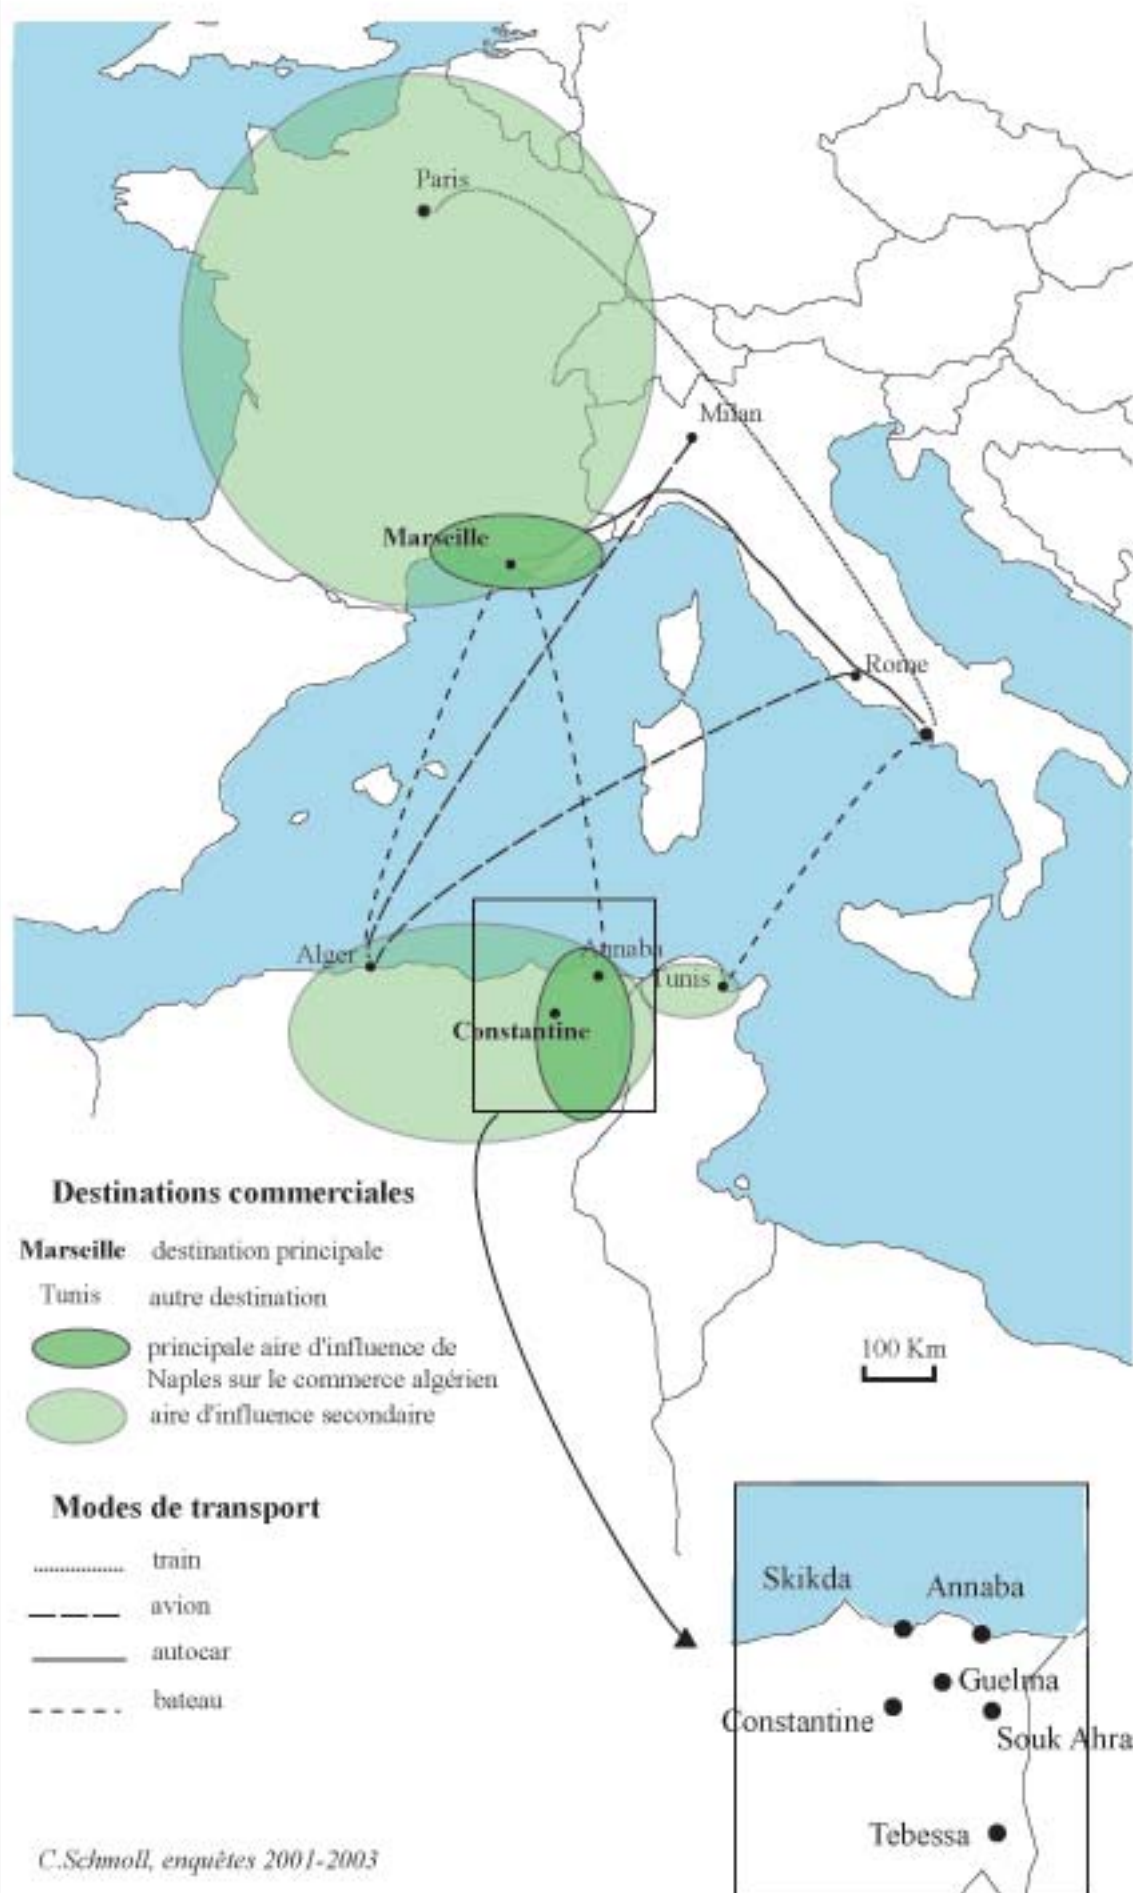 Paris
Milan
Marseille
Rome
Alger
Annaba
Tunis
Constantine
Destinations commerciales
Marseille destination principale
Tunis autre destination
principale aire d'influence de
Naples sur le commerce algérien
aire d'influence secondaire
100 Km
Modes de transport
train
avion
autocar
bateau
Skikda
Annaba
Guelma
Constantine
Souk Ahra
Tebessa
C.Schmoll, enquêtes 2001-2003